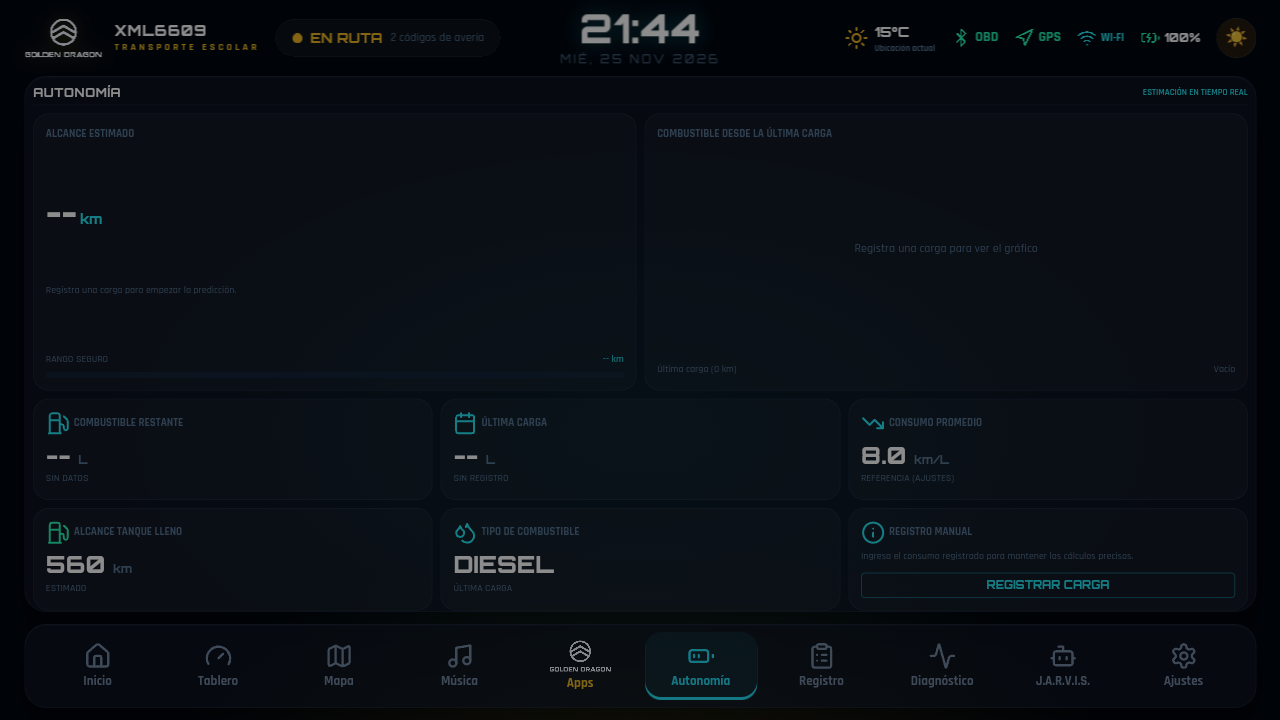 GOLDEN DRAGON
XML6609
TRANSPORTE ESCOLAR
EN RUTA 2 códigos de avería
21:44
MIÉ, 25 NOV 2026
15°C
Ubicación actual
OBD
GPS
WI-FI
100%
AUTONOMÍA
ESTIMACIÓN EN TIEMPO REAL
ALCANCE ESTIMADO
-- km
Registra una carga para empezar la predicción.
RANGO SEGURO
-- km
COMBUSTIBLE DESDE LA ÚLTIMA CARGA
Registra una carga para ver el gráfico
Última carga (0 km)
Vacío
COMBUSTIBLE RESTANTE
-- L
SIN DATOS
ÚLTIMA CARGA
-- L
SIN REGISTRO
CONSUMO PROMEDIO
8.0 km/L
REFERENCIA (AJUSTES)
ALCANCE TANQUE LLENO
560 km
ESTIMADO
TIPO DE COMBUSTIBLE
DIESEL
ÚLTIMA CARGA
REGISTRO MANUAL
Ingresa el consumo registrado para mantener los cálculos precisos.
REGISTRAR CARGA
Inicio
Tablero
Mapa
Música
GOLDEN DRAGON
Apps
Autonomía
Registro
Diagnóstico
J.A.R.V.I.S.
Ajustes